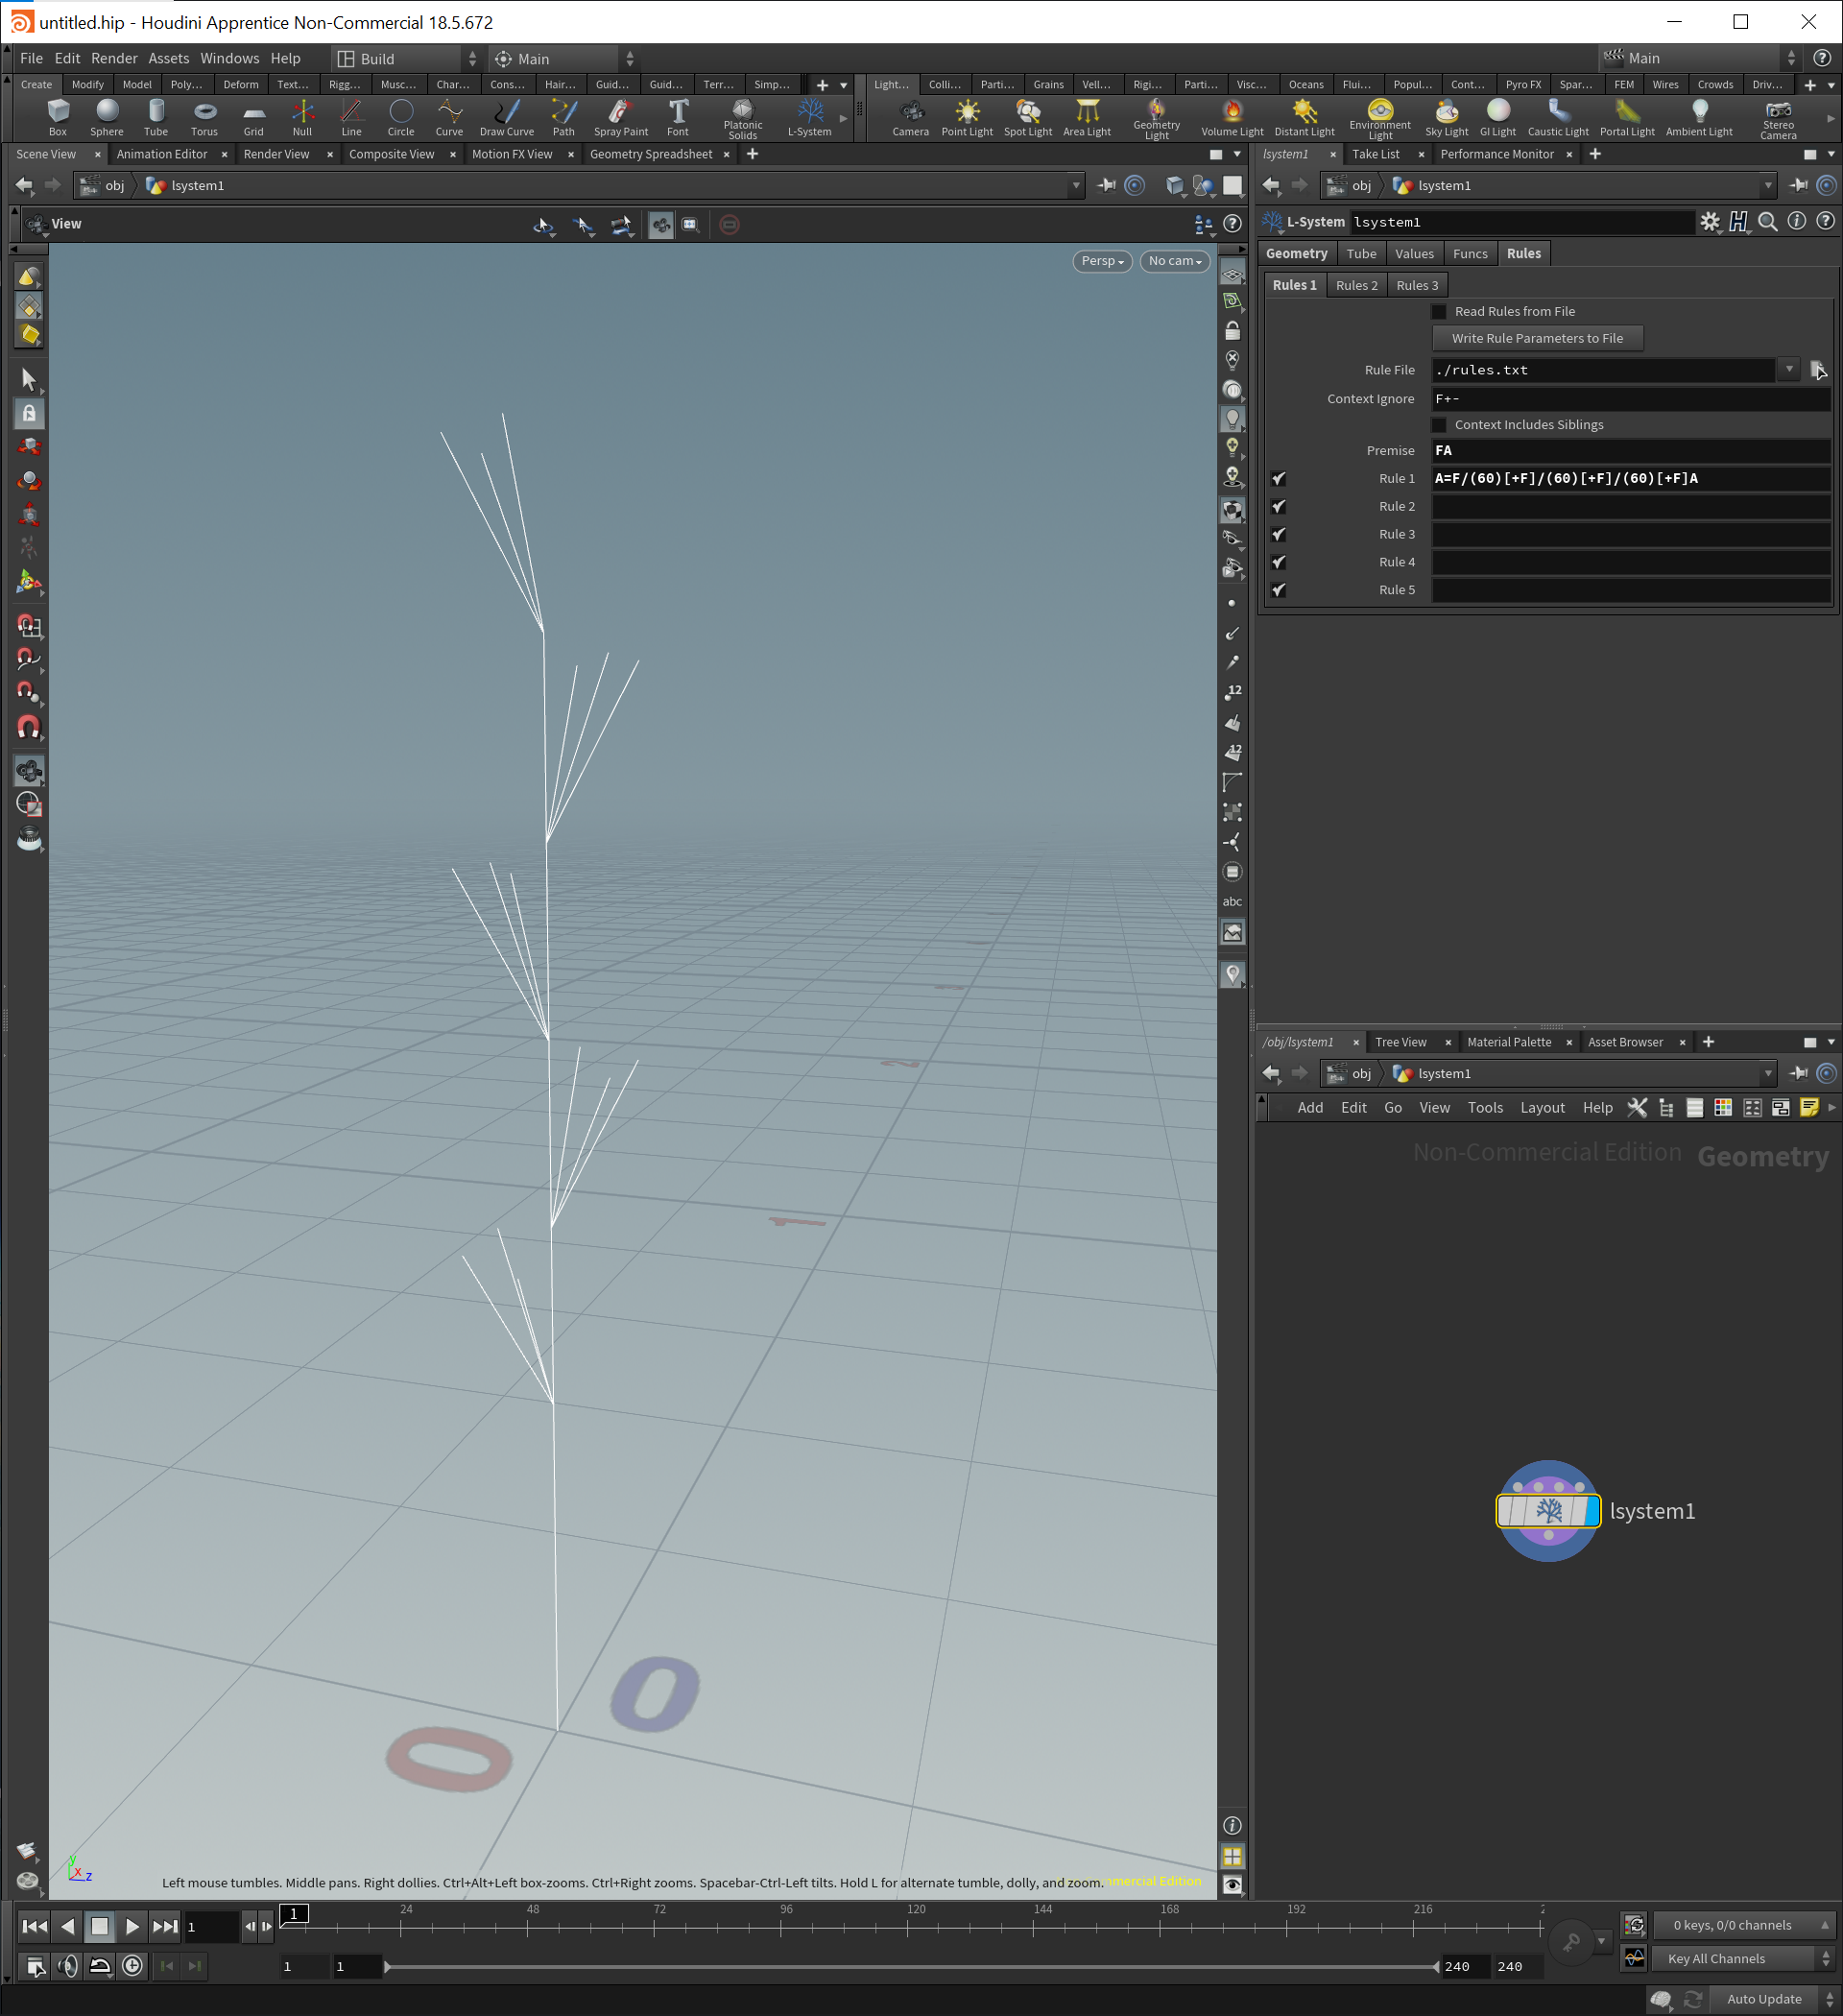 untitled.hip - Houdini Apprentice Non-Commercial 18.5.672
File Edit Render Assets Windows Help Build Main Main
Create Modify Model Poly... Deform Text... Rigg... Musc... Char... Cons... Hair... Guid... Guid... Terr... Simp...
Light... Colli... Parti... Grains Vell... Rigi... Parti... Visc... Oceans Flui... Popul... Cont... Pyro FX Spar... FEM Wires Crowds Driv...
Box Sphere Tube Torus Grid Null Line Circle Curve Draw Curve Path Spray Paint Font Platonic Solids L-System
Camera Point Light Spot Light Area Light Geometry Light Volume Light Distant Light Environment Light Sky Light GI Light Caustic Light Portal Light Ambient Light Stereo Camera
Scene View Animation Editor Render View Composite View Motion FX View Geometry Spreadsheet
obj lsystem1
View
Persp No cam
12
12
abc
0
0
1
2
y x z
Left mouse tumbles. Middle pans. Right dollies. Ctrl+Alt+Left box-zooms. Ctrl+Right zooms. Spacebar-Ctrl-Left tilts. Hold L for alternate tumble, dolly, and zoom.
mercial Edition
lsystem1 Take List Performance Monitor
obj lsystem1
L-System lsystem1
Geometry Tube Values Funcs Rules
Rules 1 Rules 2 Rules 3
Read Rules from File
Write Rule Parameters to File
Rule File ./rules.txt
Context Ignore F+-
Context Includes Siblings
Premise FA
Rule 1 A=F/(60)[+F]/(60)[+F]/(60)[+F]A
Rule 2
Rule 3
Rule 4
Rule 5
/obj/lsystem1 Tree View Material Palette Asset Browser
obj lsystem1
Add Edit Go View Tools Layout Help
Non-Commercial Edition Geometry
lsystem1
1 1 24 48 72 96 120 144 168 192 216 2
0 keys, 0/0 channels
1 1 240 240
Key All Channels
Auto Update